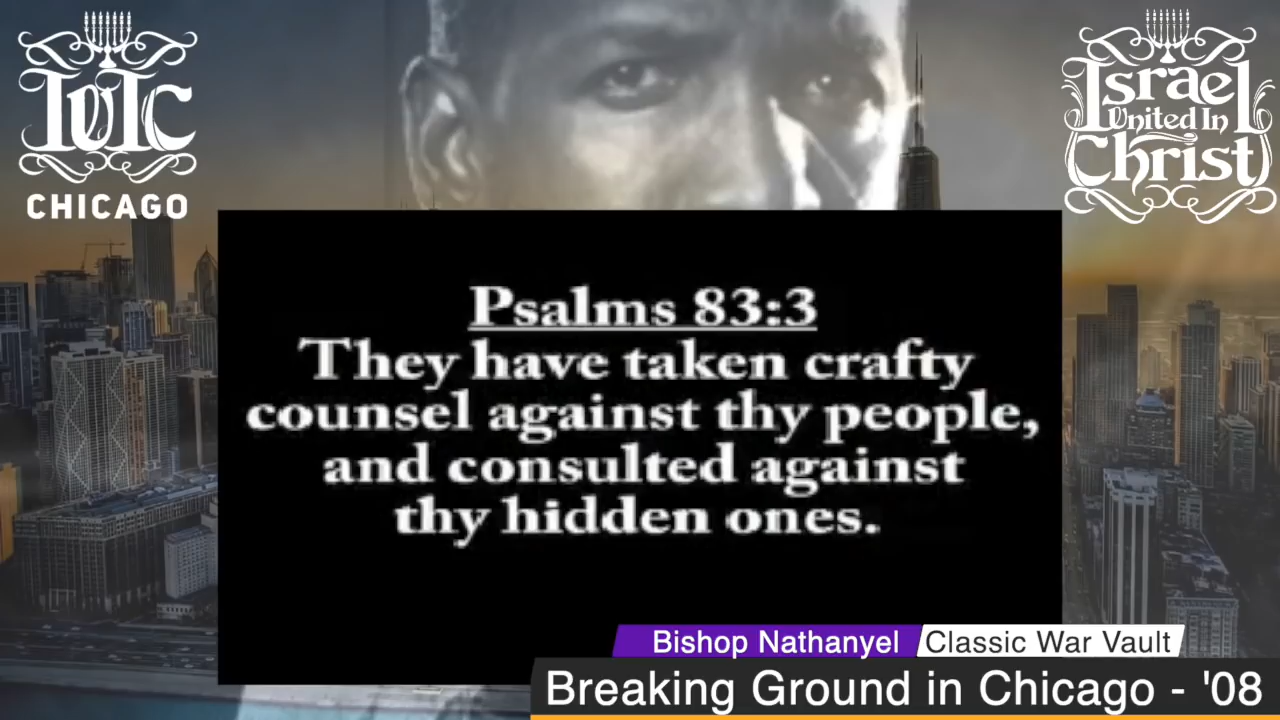 IUIC
CHICAGO
Israel
United In
Christ
Psalms 83:3
They have taken crafty
counsel against thy people,
and consulted against
thy hidden ones.
Bishop Nathanyel
Classic War Vault
Breaking Ground in Chicago - '08